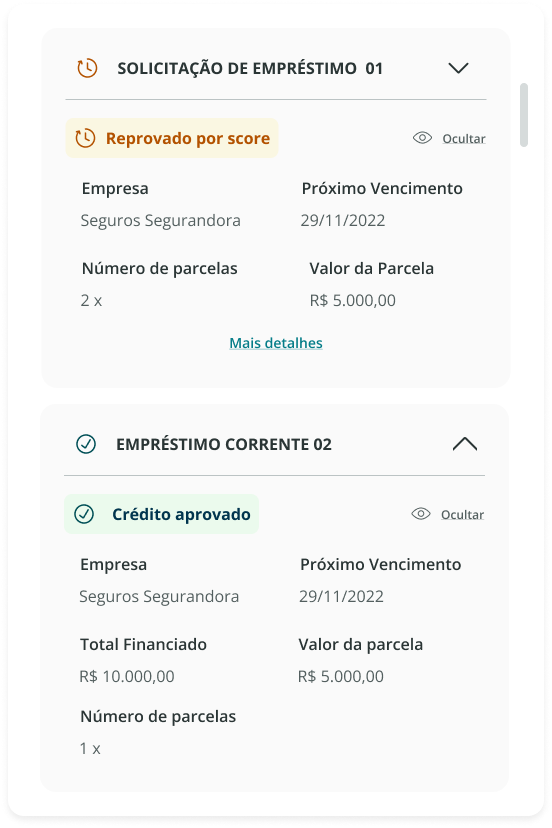 SOLICITAÇÃO DE EMPRÉSTIMO 01
Reprovado por score
Ocultar
Empresa
Próximo Vencimento
Seguros Segurandora
29/11/2022
Número de parcelas
Valor da Parcela
2 x
R$ 5.000,00
Mais detalhes
EMPRÉSTIMO CORRENTE 02
Crédito aprovado
Ocultar
Empresa
Próximo Vencimento
Seguros Segurandora
29/11/2022
Total Financiado
Valor da parcela
R$ 10.000,00
R$ 5.000,00
Número de parcelas
1 x